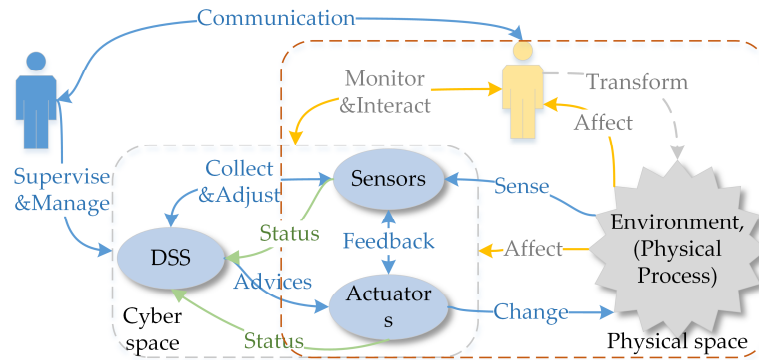 Communication
Monitor
&Interact
Transform
Affect
Supervise
&Manage
Collect
&Adjust
Sensors
Sense
Environment,
(Physical
Process)
Status
Feedback
Affect
DSS
Advices
Actuator
s
Change
Cyber
space
Status
Physical space